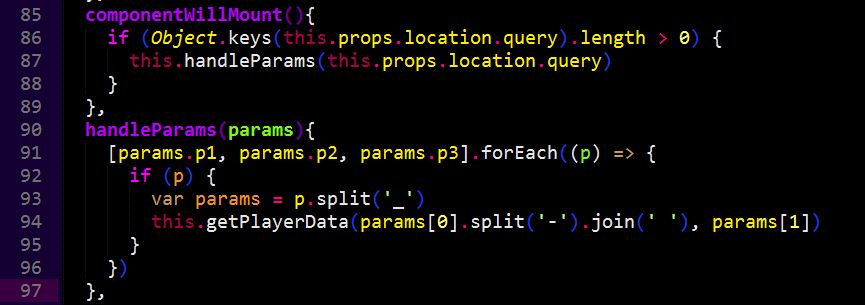 85 componentWillMount(){
86   if (Object.keys(this.props.location.query).length > 0) {
87     this.handleParams(this.props.location.query)
88   }
89 },
90 handleParams(params){
91   [params.p1, params.p2, params.p3].forEach((p) => {
92     if (p) {
93       var params = p.split('_')
94       this.getPlayerData(params[0].split('-').join(' '), params[1])
95     }
96   })
97 },